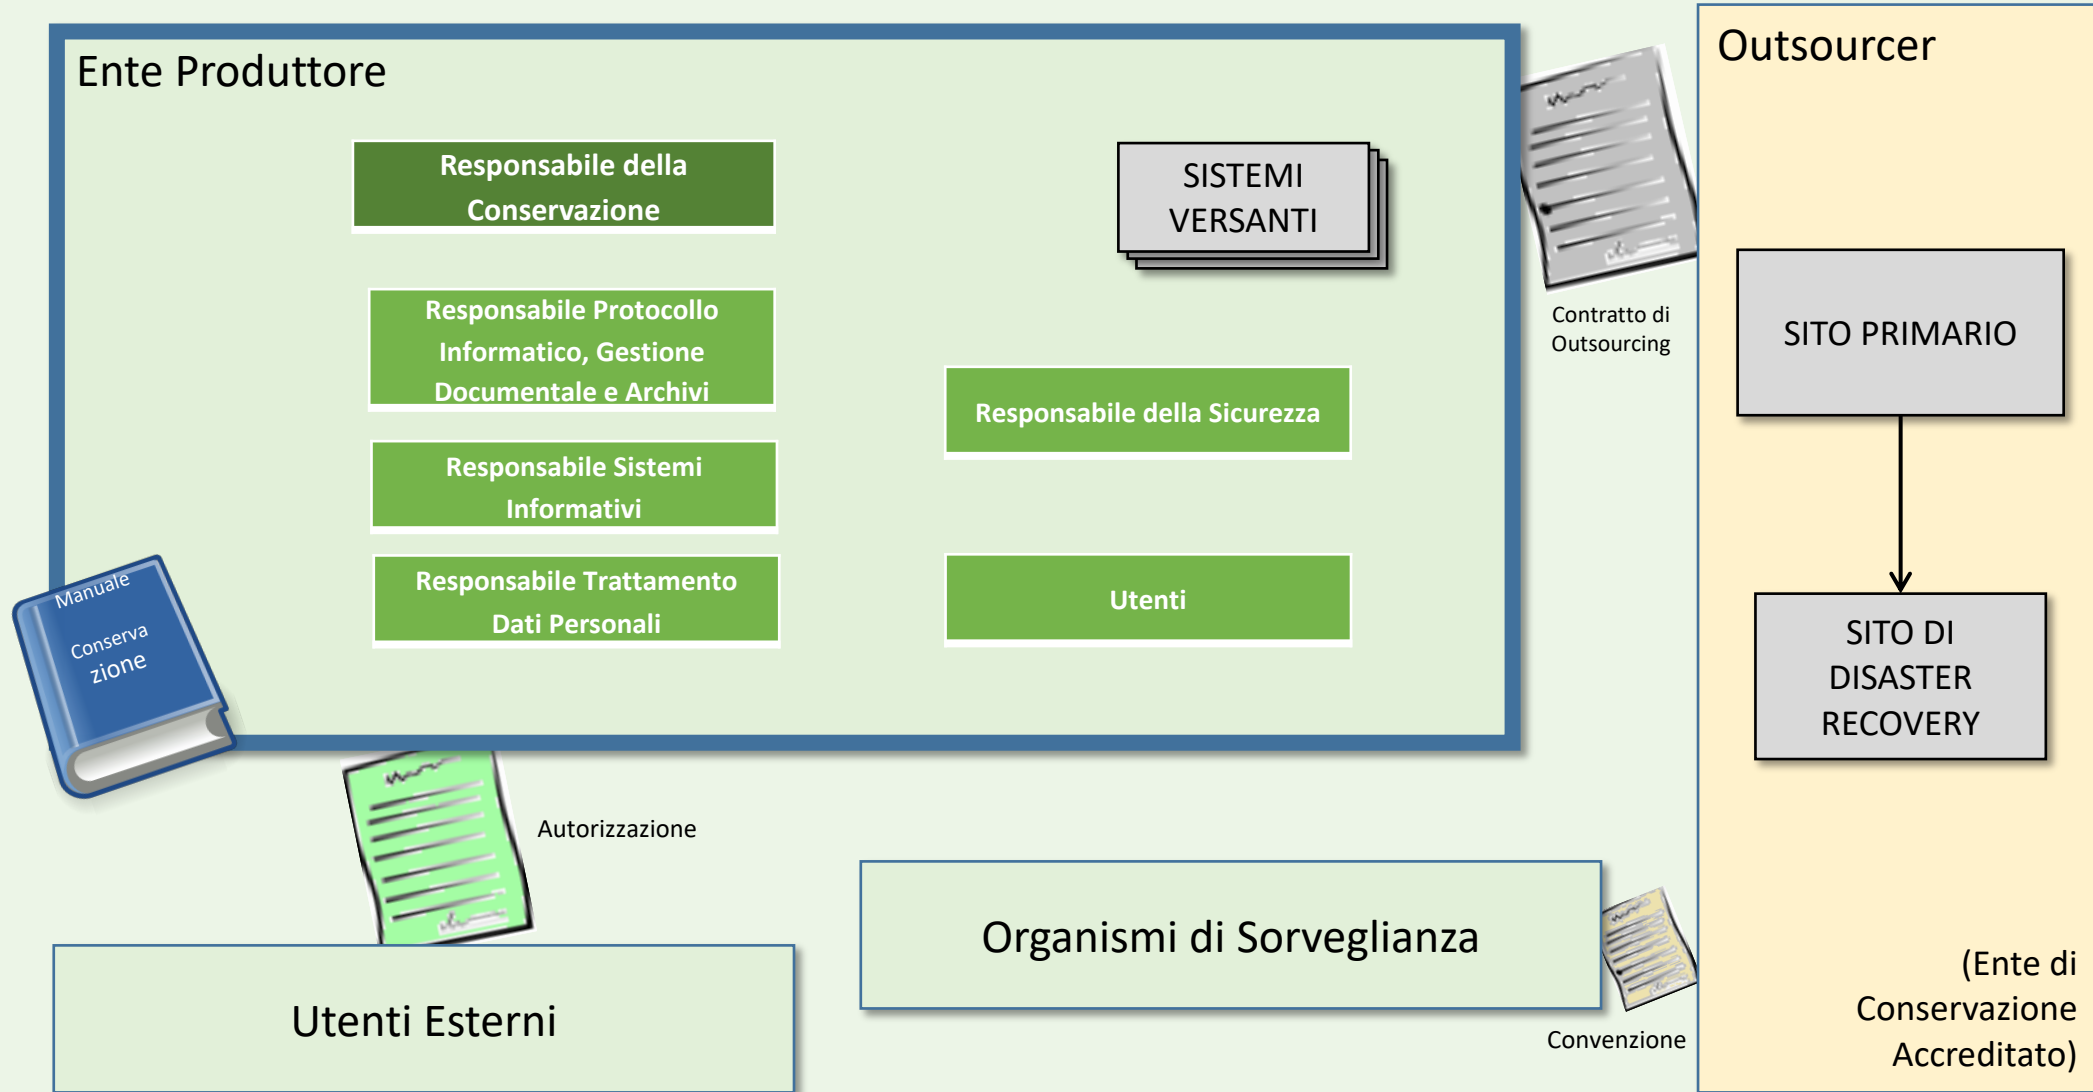 Ente Produttore
Responsabile della
Conservazione
SISTEMI
VERSANTI
Responsabile Protocollo
Informatico, Gestione
Documentale e Archivi
Responsabile della Sicurezza
Responsabile Sistemi
Informativi
Responsabile Trattamento
Dati Personali
Utenti
Manuale
Conserva
zione
Contratto di
Outsourcing
Outsourcer
SITO PRIMARIO
SITO DI
DISASTER
RECOVERY
(Ente di
Conservazione
Accreditato)
Autorizzazione
Utenti Esterni
Organismi di Sorveglianza
Convenzione